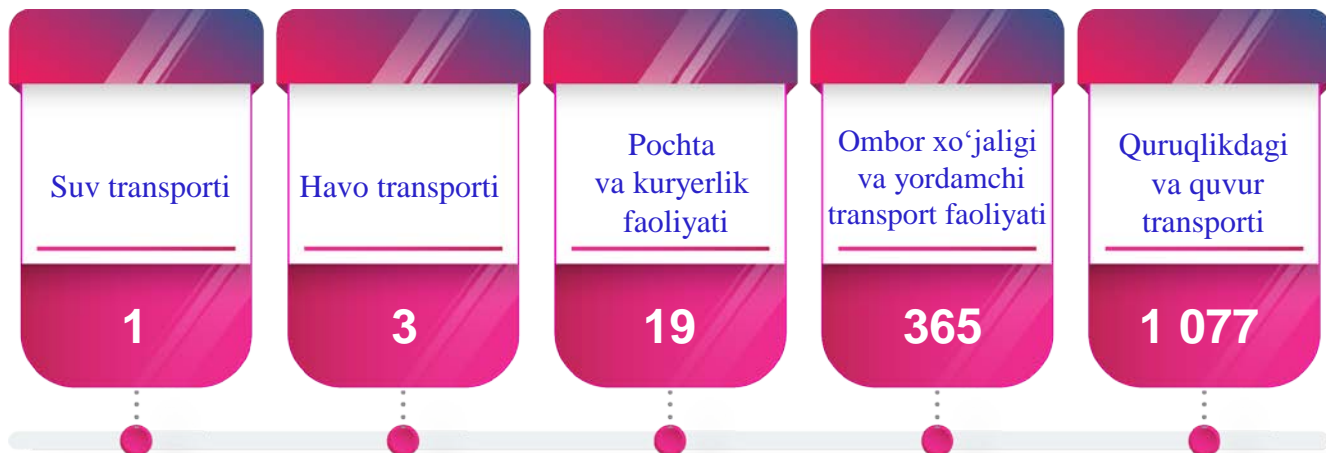 Suv transporti
1
Havo transporti
3
Pochta
va kuryerlik
faoliyati
19
Ombor xo‘jaligi
va yordamchi
transport faoliyati
365
Quruqlikdagi
va quvur
transporti
1 077